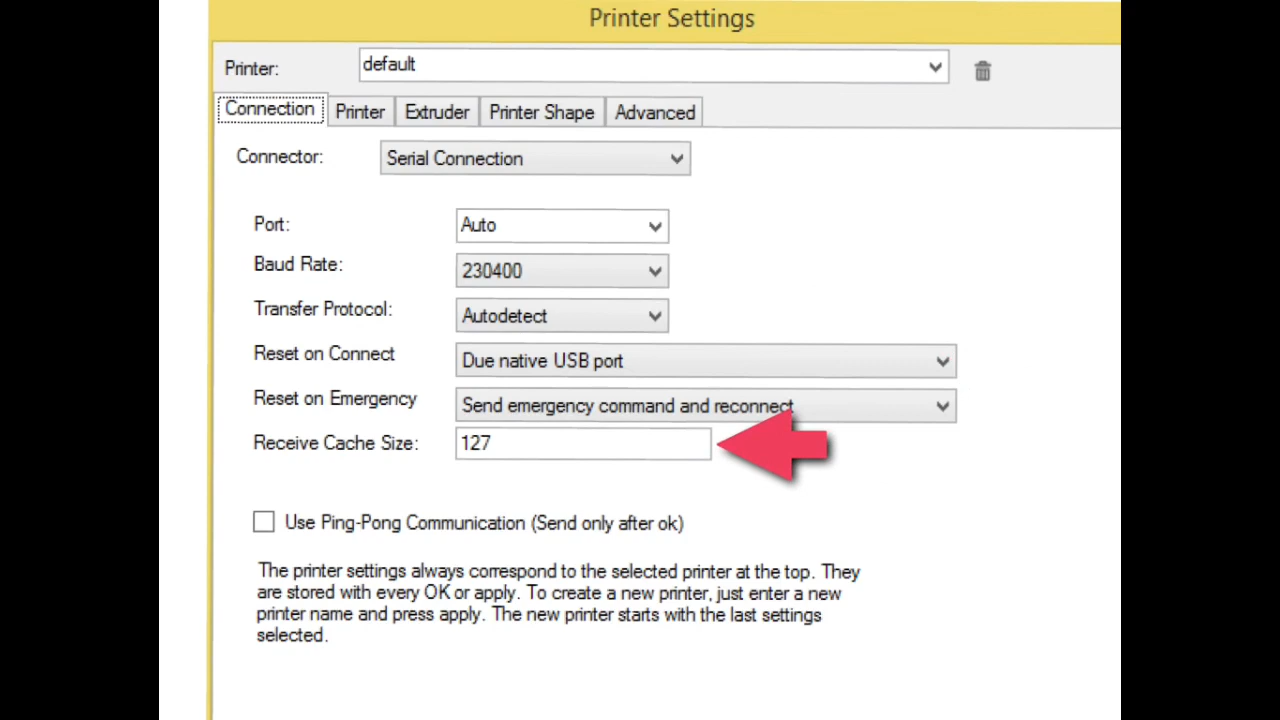 Printer Settings
Printer: default
Connection Printer Extruder Printer Shape Advanced
Connector: Serial Connection
Port: Auto
Baud Rate: 230400
Transfer Protocol: Autodetect
Reset on Connect Due native USB port
Reset on Emergency Send emergency command and reconnect
Receive Cache Size: 127
Use Ping-Pong Communication (Send only after ok)
The printer settings always correspond to the selected printer at the top. They
are stored with every OK or apply. To create a new printer, just enter a new
printer name and press apply. The new printer starts with the last settings
selected.